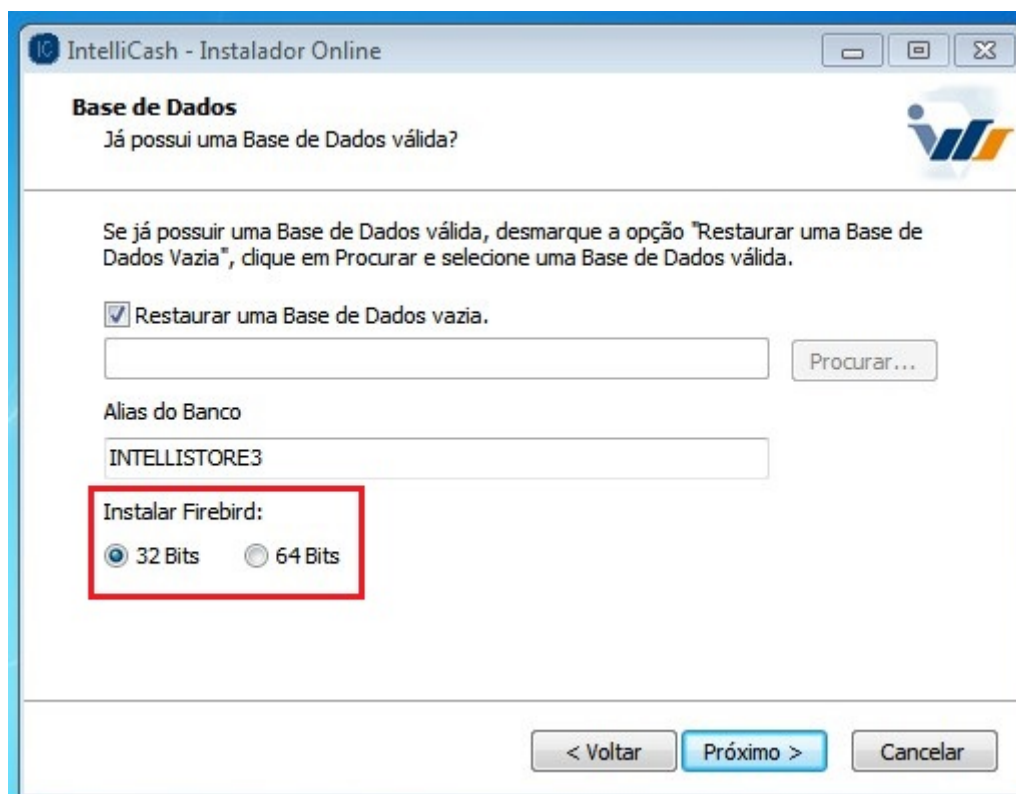 IC IntelliCash - Instalador Online
Base de Dados
Já possui uma Base de Dados válida?
Se já possuir uma Base de Dados válida, desmarque a opção "Restaurar uma Base de
Dados Vazia", clique em Procurar e selecione uma Base de Dados válida.
Restaurar uma Base de Dados vazia.
Procurar...
Alias do Banco
INTELLISTORE3
Instalar Firebird:
32 Bits 64 Bits
< Voltar Próximo > Cancelar